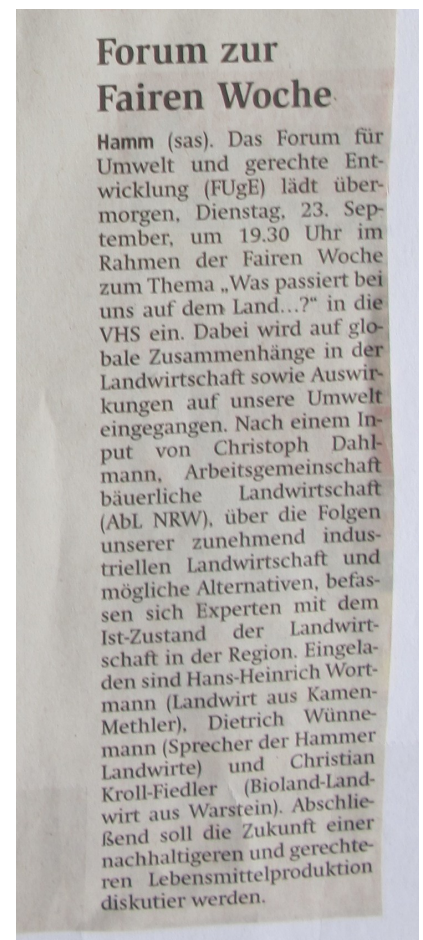 Forum zur
Fairen Woche
Hamm (sas). Das Forum für
Umwelt und gerechte Ent-
wicklung (FUgE) lädt über-
morgen, Dienstag, 23. Sep-
tember, um 19.30 Uhr im
Rahmen der Fairen Woche
zum Thema „Was passiert bei
uns auf dem Land...?“ in die
VHS ein. Dabei wird auf glo-
bale Zusammenhänge in der
Landwirtschaft sowie Auswir-
kungen auf unsere Umwelt
eingegangen. Nach einem In-
put von Christoph Dahl-
mann, Arbeitsgemeinschaft
bäuerliche Landwirtschaft
(AbL NRW), über die Folgen
unserer zunehmend indus-
triellen Landwirtschaft und
mögliche Alternativen, befas-
sen sich Experten mit dem
Ist-Zustand der Landwirt-
schaft in der Region. Eingela-
den sind Hans-Heinrich Wort-
mann (Landwirt aus Kamen-
Methler), Dietrich Wünne-
mann (Sprecher der Hammer
Landwirte) und Christian
Kroll-Fiedler (Bioland-Land-
wirt aus Warstein). Abschlie-
ßend soll die Zukunft einer
nachhaltigeren und gerechte-
ren Lebensmittelproduktion
diskutier werden.